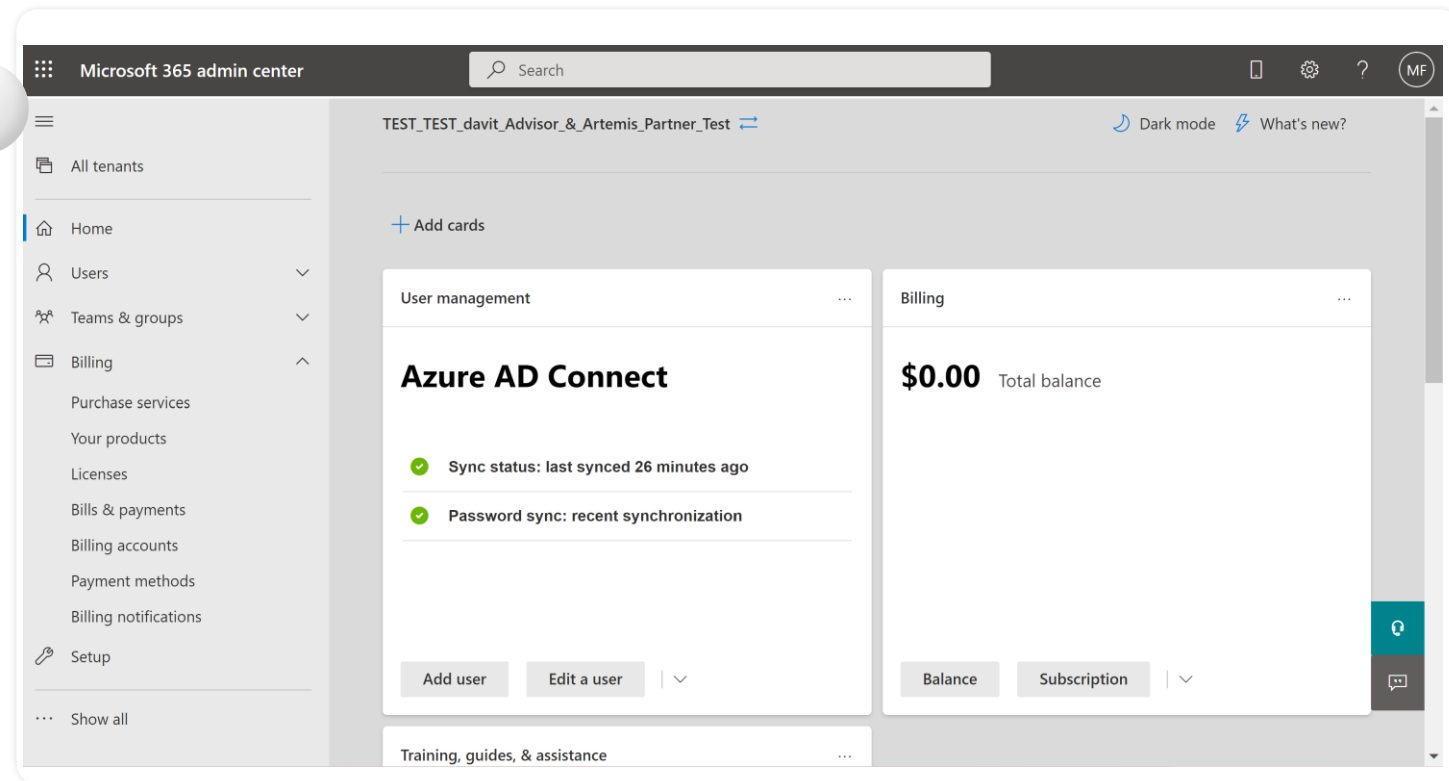 Microsoft 365 admin center
Search
?
MF
All tenants
Home
Users
Teams & groups
Billing
Purchase services
Your products
Licenses
Bills & payments
Billing accounts
Payment methods
Billing notifications
Setup
Show all
TEST_TEST_davit_Advisor_&_Artemis_Partner_Test
Dark mode What's new?
Add cards
User management
Azure AD Connect
Sync status: last synced 26 minutes ago
Password sync: recent synchronization
Add user Edit a user
Billing
$0.00 Total balance
Balance Subscription
Training, guides, & assistance